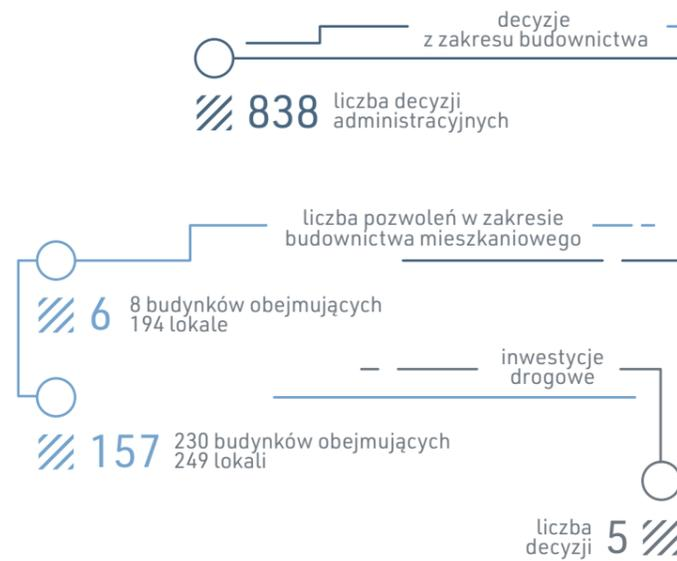 decyzje
z zakresu budownictwa
838
liczba decyzji
administracyjnych
liczba pozwoleń w zakresie
budownictwa mieszkaniowego
6
8 budynków obejmujących
194 lokale
inwestycje
drogowe
157
230 budynków obejmujących
249 lokali
liczba
decyzji
5